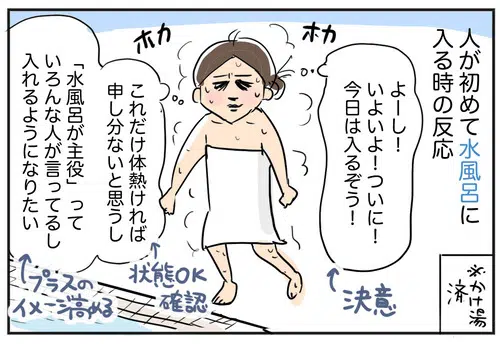 人が初めて水風呂に
入る時の反応
ホカ
ホカ
よーし！
いよいよ！ついに！
今日は入るぞう！
↑決意
これだけ体熱ければ
申し分ないと思うし
↑状態OK
確認
「水風呂が主役」って
いろんな人が言ってるし
入れるようになりたい
↑プラスの
イメージ高める
※かけ湯
済